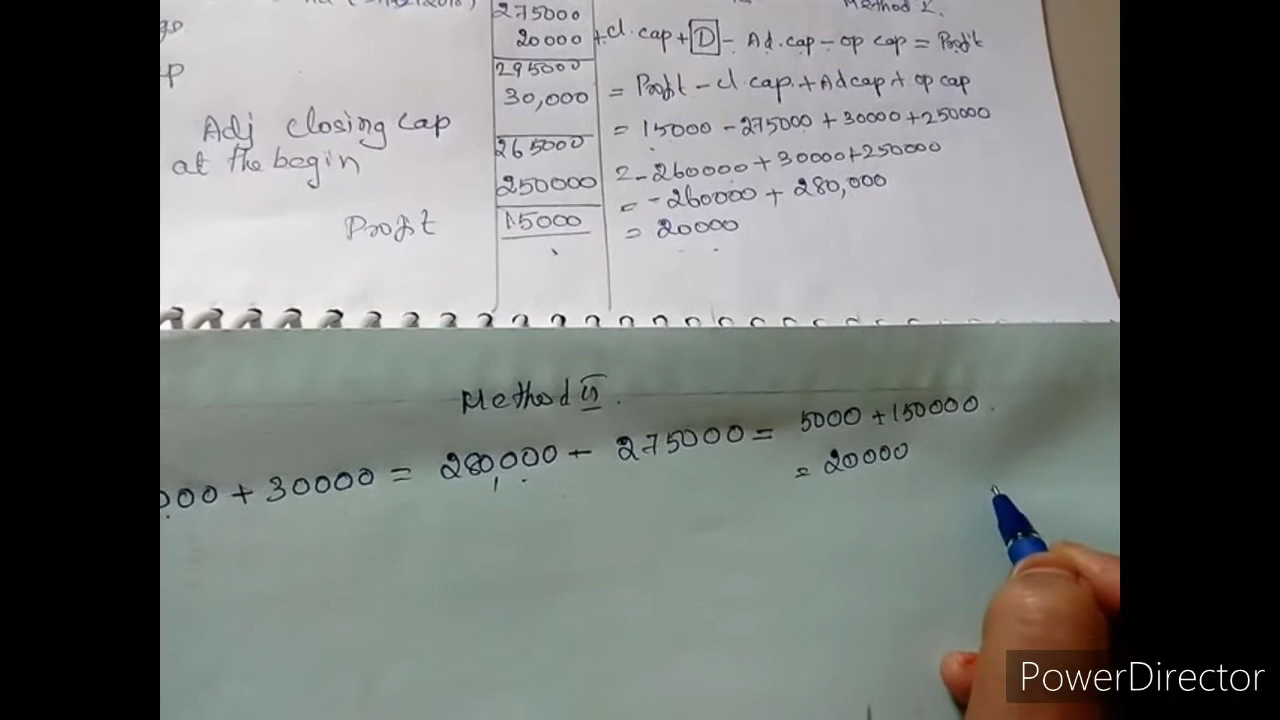 Method I.
275000
20000 + cl. cap + D - Ad. cap - op cap = Profit
295000
30,000 = Profit - cl. cap. + Ad cap + op cap
Adj closing cap
= 15000 - 275000 + 30000 + 250000
at the begin
265000
= -260000 + 30000 + 250000
250000
= -260000 + 280,000
Profit 15000
= 20000
Method II.
000 + 30000 = 280,000 - 275000 = 5000 + 150000.
= 20000
PowerDirector